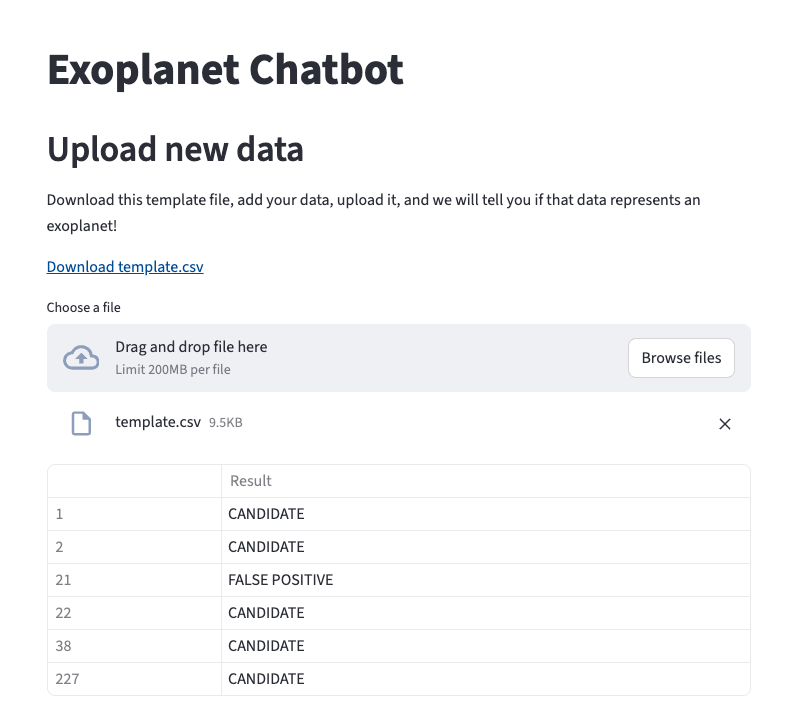 Exoplanet Chatbot
Upload new data
Download this template file, add your data, upload it, and we will tell you if that data represents an
exoplanet!
Download template.csv
Choose a file
Drag and drop file here
Limit 200MB per file
Browse files
template.csv 9.5KB
Result
1 CANDIDATE
2 CANDIDATE
21 FALSE POSITIVE
22 CANDIDATE
38 CANDIDATE
227 CANDIDATE